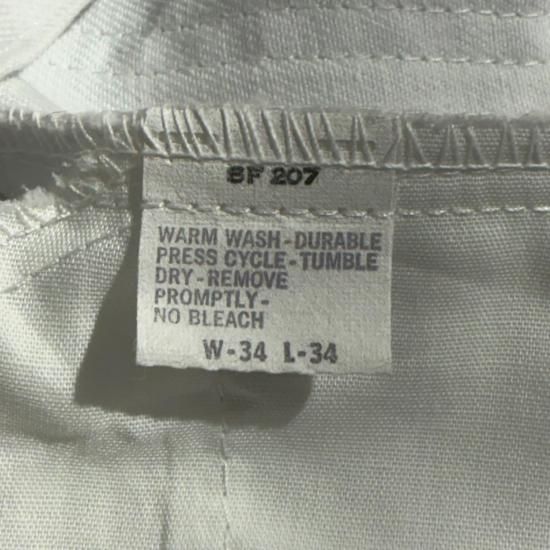 SF 207
WARM WASH-DURABLE
PRESS CYCLE-TUMBLE
DRY-REMOVE
PROMPTLY-
NO BLEACH
W-34 L-34